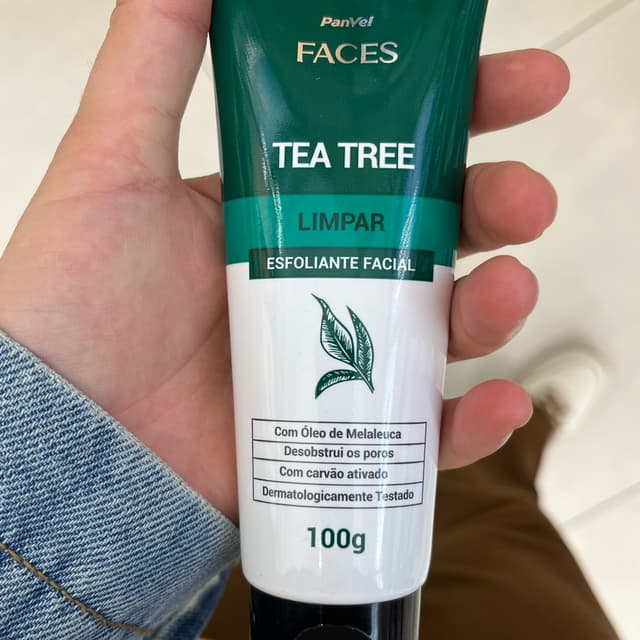 PanVel
FACES
TEA TREE
LIMPAR
ESFOLIANTE FACIAL
Com Óleo de Melaleuca
Desobstrui os poros
Com carvão ativado
Dermatologicamente Testado
100g